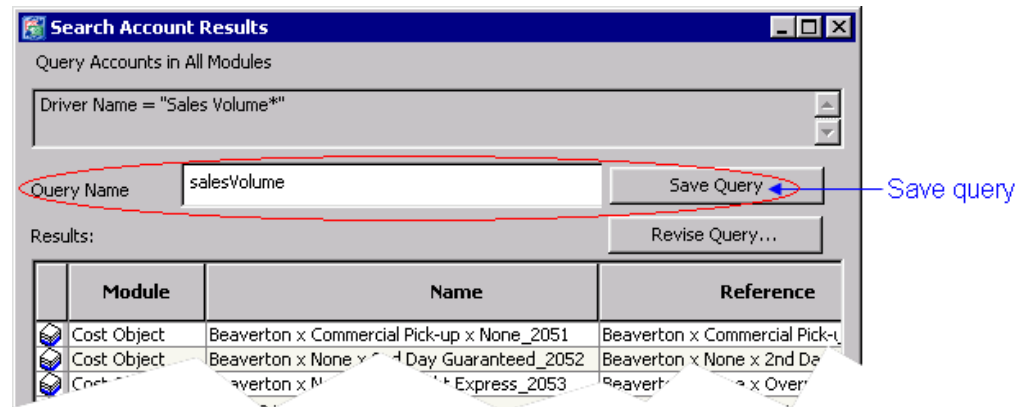 Search Account Results
Query Accounts in All Modules
Driver Name = "Sales Volume*"
Query Name salesVolume Save Query Save query
Results: Revise Query...
Module Name Reference
Cost Object Beaverton x Commercial Pick-up x None_2051 Beaverton x Commercial Pick-
Cost Object Beaverton x None x 2nd Day Guaranteed_2052 Beaverton x None x 2nd Da
Express_2053 x